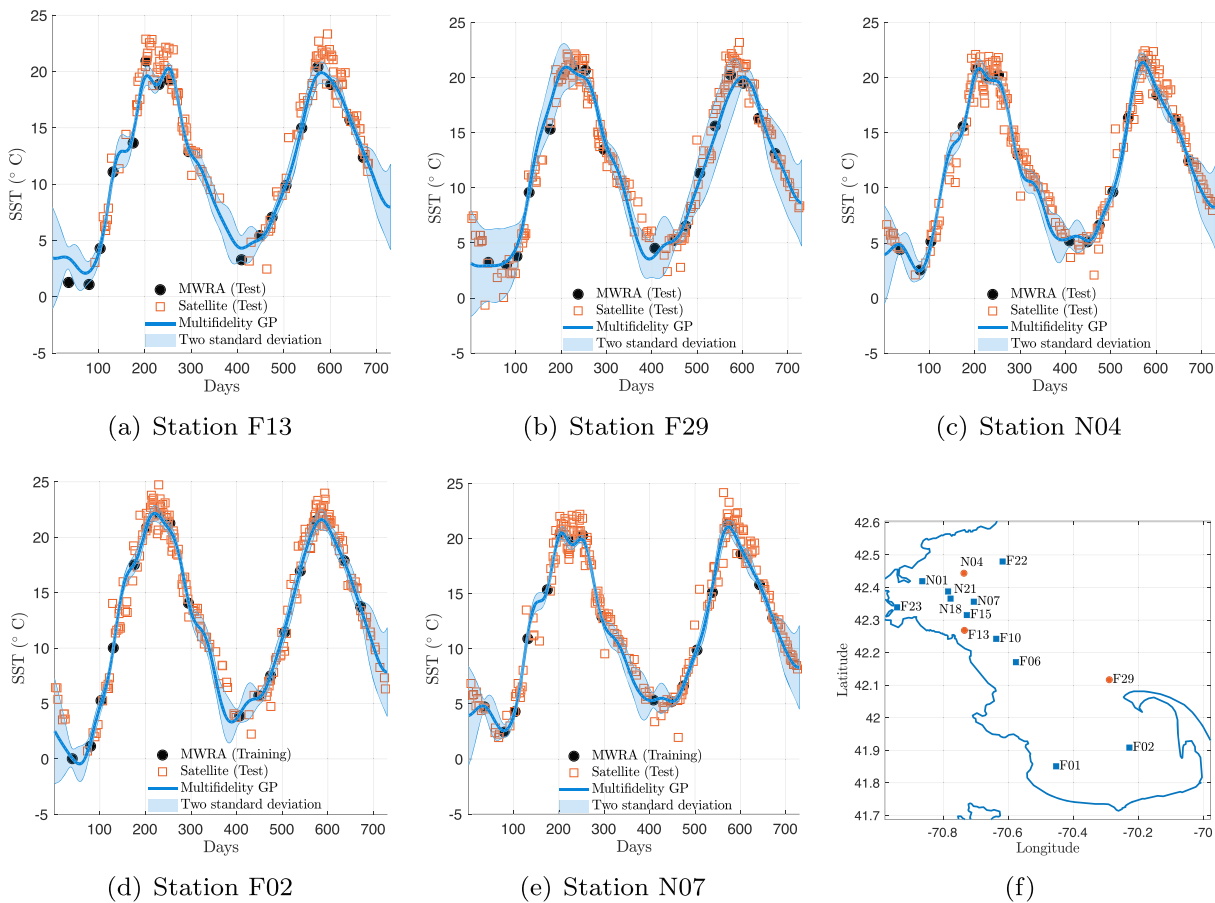 25
20
15
10
5
0
-5
SST (° C)
MWRA (Test)
Satellite (Test)
Multifidelity GP
Two standard deviation
100 200 300 400 500 600 700
Days
(a) Station F13
25
20
15
10
5
0
-5
SST (° C)
MWRA (Test)
Satellite (Test)
Multifidelity GP
Two standard deviation
100 200 300 400 500 600 700
Days
(b) Station F29
25
20
15
10
5
0
-5
SST (° C)
MWRA (Test)
Satellite (Test)
Multifidelity GP
Two standard deviation
100 200 300 400 500 600 700
Days
(c) Station N04
25
20
15
10
5
0
-5
SST (° C)
MWRA (Training)
Satellite (Test)
Multifidelity GP
Two standard deviation
100 200 300 400 500 600 700
Days
(d) Station F02
25
20
15
10
5
0
-5
SST (° C)
MWRA (Training)
Satellite (Test)
Multifidelity GP
Two standard deviation
100 200 300 400 500 600 700
Days
(e) Station N07
42.6
42.5
42.4
42.3
42.2
42.1
42
41.9
41.8
41.7
Latitude
N04
F22
N01
N21
F23
N18
N07
F15
F13
F10
F06
F29
F02
F01
-70.8 -70.6 -70.4 -70.2 -70
Longitude
(f)